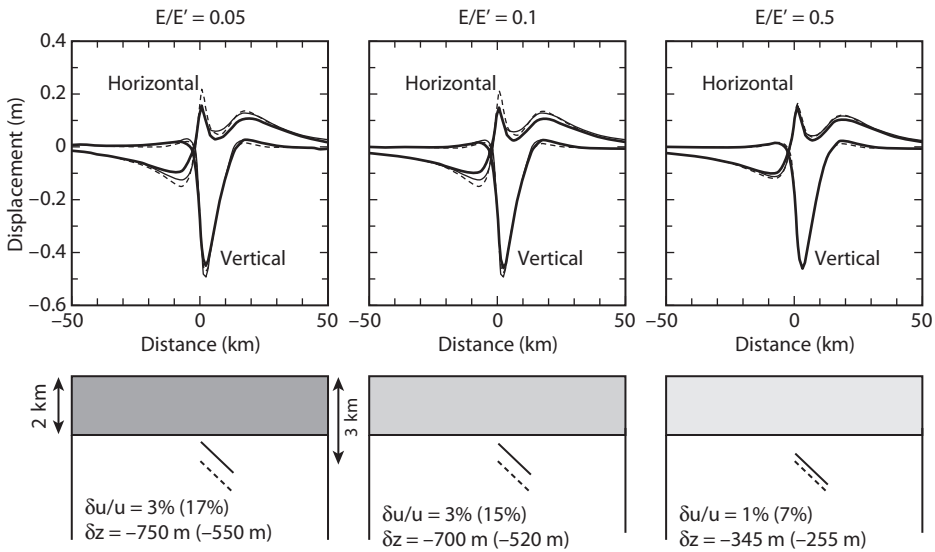 E/E′ = 0.05
E/E′ = 0.1
E/E′ = 0.5
0.4
0.2
0
−0.2
−0.4
−0.6
Displacement (m)
Horizontal
Vertical
Horizontal
Vertical
Horizontal
Vertical
−50
0
50
−50
0
50
−50
0
50
Distance (km)
Distance (km)
Distance (km)
2 km
3 km
δu/u = 3% (17%)
δz = −750 m (−550 m)
δu/u = 3% (15%)
δz = −700 m (−520 m)
δu/u = 1% (7%)
δz = −345 m (−255 m)